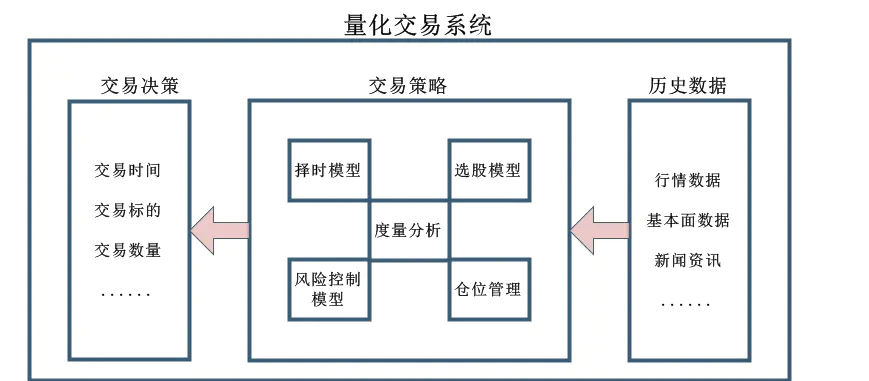 量化交易系统
交易决策
交易时间
交易标的
交易数量
......
交易策略
择时模型
选股模型
度量分析
风险控制
模型
仓位管理
历史数据
行情数据
基本面数据
新闻资讯
......